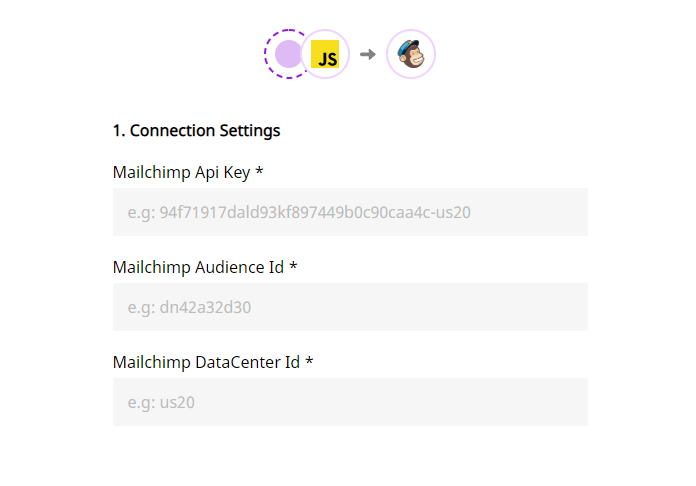 JS
1. Connection Settings
Mailchimp Api Key *
e.g: 94f71917dald93kf897449b0c90caa4c-us20
Mailchimp Audience Id *
e.g: dn42a32d30
Mailchimp DataCenter Id *
e.g: us20